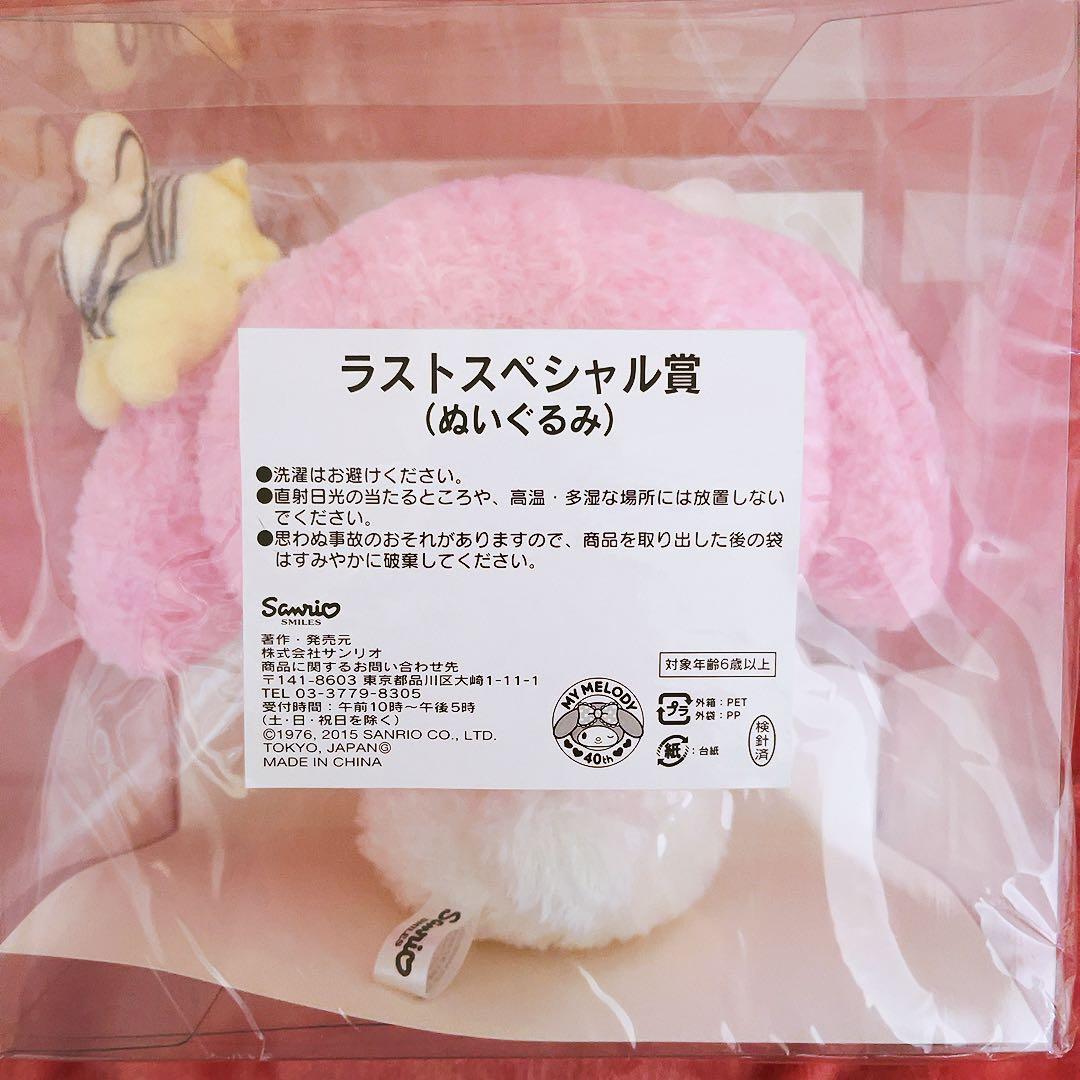 ラストスペシャル賞
（ぬいぐるみ）
●洗濯はお避けください。
●直射日光の当たるところや、高温・多湿な場所には放置しない
でください。
●思わぬ事故のおそれがありますので、商品を取り出した後の袋
はすみやかに破棄してください。
Sanrio
SMILES
著作・発売元
株式会社サンリオ
商品に関するお問い合わせ先
〒141-8603 東京都品川区大崎1-11-1
TEL 03-3779-8305
受付時間：午前10時～午後5時
（土・日・祝日を除く）
©1976, 2015 SANRIO CO., LTD.
TOKYO, JAPANⒼ
MADE IN CHINA
対象年齢6歳以上
MY MELODY
40th
プラ
外箱：PET
外袋：PP
紙
：台紙
検針済
Sanrio
SMILES